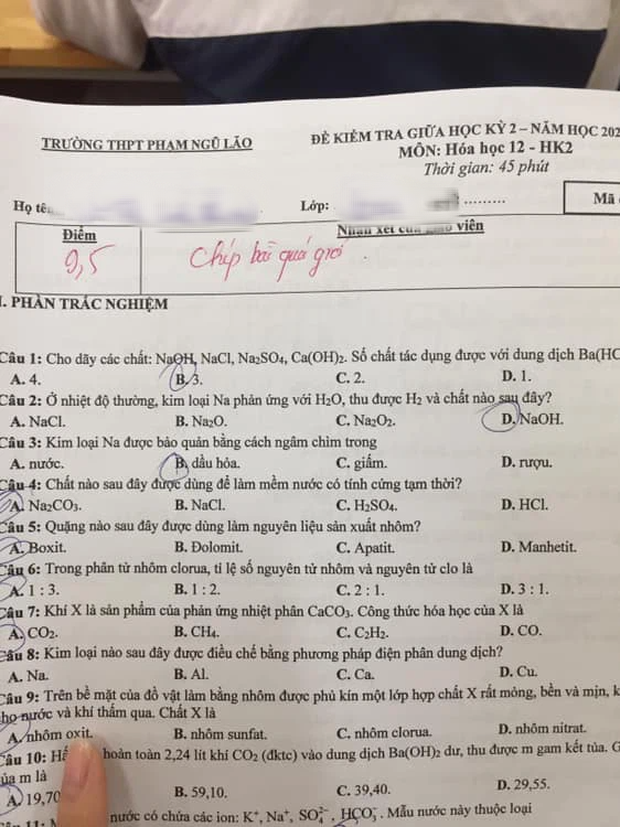 TRƯỜNG THPT PHẠM NGŨ LÃO
ĐỀ KIỂM TRA GIỮA HỌC KỲ 2 – NĂM HỌC 202
MÔN: Hóa học 12 - HK2
Thời gian: 45 phút
Họ tên
Lớp: ..........
Mã
Điểm
Nhận xét của giáo viên
9,5
Chép bài quá giỏi.
I. PHẦN TRẮC NGHIỆM
Câu 1: Cho dãy các chất: NaOH, NaCl, Na₂SO₄, Ca(OH)₂. Số chất tác dụng được với dung dịch Ba(HC
A. 4. B. 3. C. 2. D. 1.
Câu 2: Ở nhiệt độ thường, kim loại Na phản ứng với H₂O, thu được H₂ và chất nào sau đây?
A. NaCl. B. Na₂O. C. Na₂O₂. D. NaOH.
Câu 3: Kim loại Na được bảo quản bằng cách ngâm chìm trong
A. nước. B. dầu hỏa. C. giấm. D. rượu.
Câu 4: Chất nào sau đây được dùng để làm mềm nước có tính cứng tạm thời?
A. Na₂CO₃. B. NaCl. C. H₂SO₄. D. HCl.
Câu 5: Quặng nào sau đây được dùng làm nguyên liệu sản xuất nhôm?
A. Boxit. B. Đolomit. C. Apatit. D. Manhetit.
Câu 6: Trong phân tử nhôm clorua, tỉ lệ số nguyên tử nhôm và nguyên tử clo là
A. 1 : 3. B. 1 : 2. C. 2 : 1. D. 3 : 1.
Câu 7: Khí X là sản phẩm của phản ứng nhiệt phân CaCO₃. Công thức hóa học của X là
A. CO₂. B. CH₄. C. C₂H₂. D. CO.
Câu 8: Kim loại nào sau đây được điều chế bằng phương pháp điện phân dung dịch?
A. Na. B. Al. C. Ca. D. Cu.
Câu 9: Trên bề mặt của đồ vật làm bằng nhôm được phủ kín một lớp hợp chất X rất mỏng, bền và mịn, k
ho nước và khí thấm qua. Chất X là
A. nhôm oxit. B. nhôm sunfat. C. nhôm clorua. D. nhôm nitrat.
Câu 10: Hấ hoàn toàn 2,24 lít khí CO₂ (đktc) vào dung dịch Ba(OH)₂ dư, thu được m gam kết tủa. G
ủa m là
A. 19,70 B. 59,10. C. 39,40. D. 29,55.
Câu 11: M nước có chứa các ion: K⁺, Na⁺, SO₄²⁻, HCO₃⁻. Mẫu nước này thuộc loại